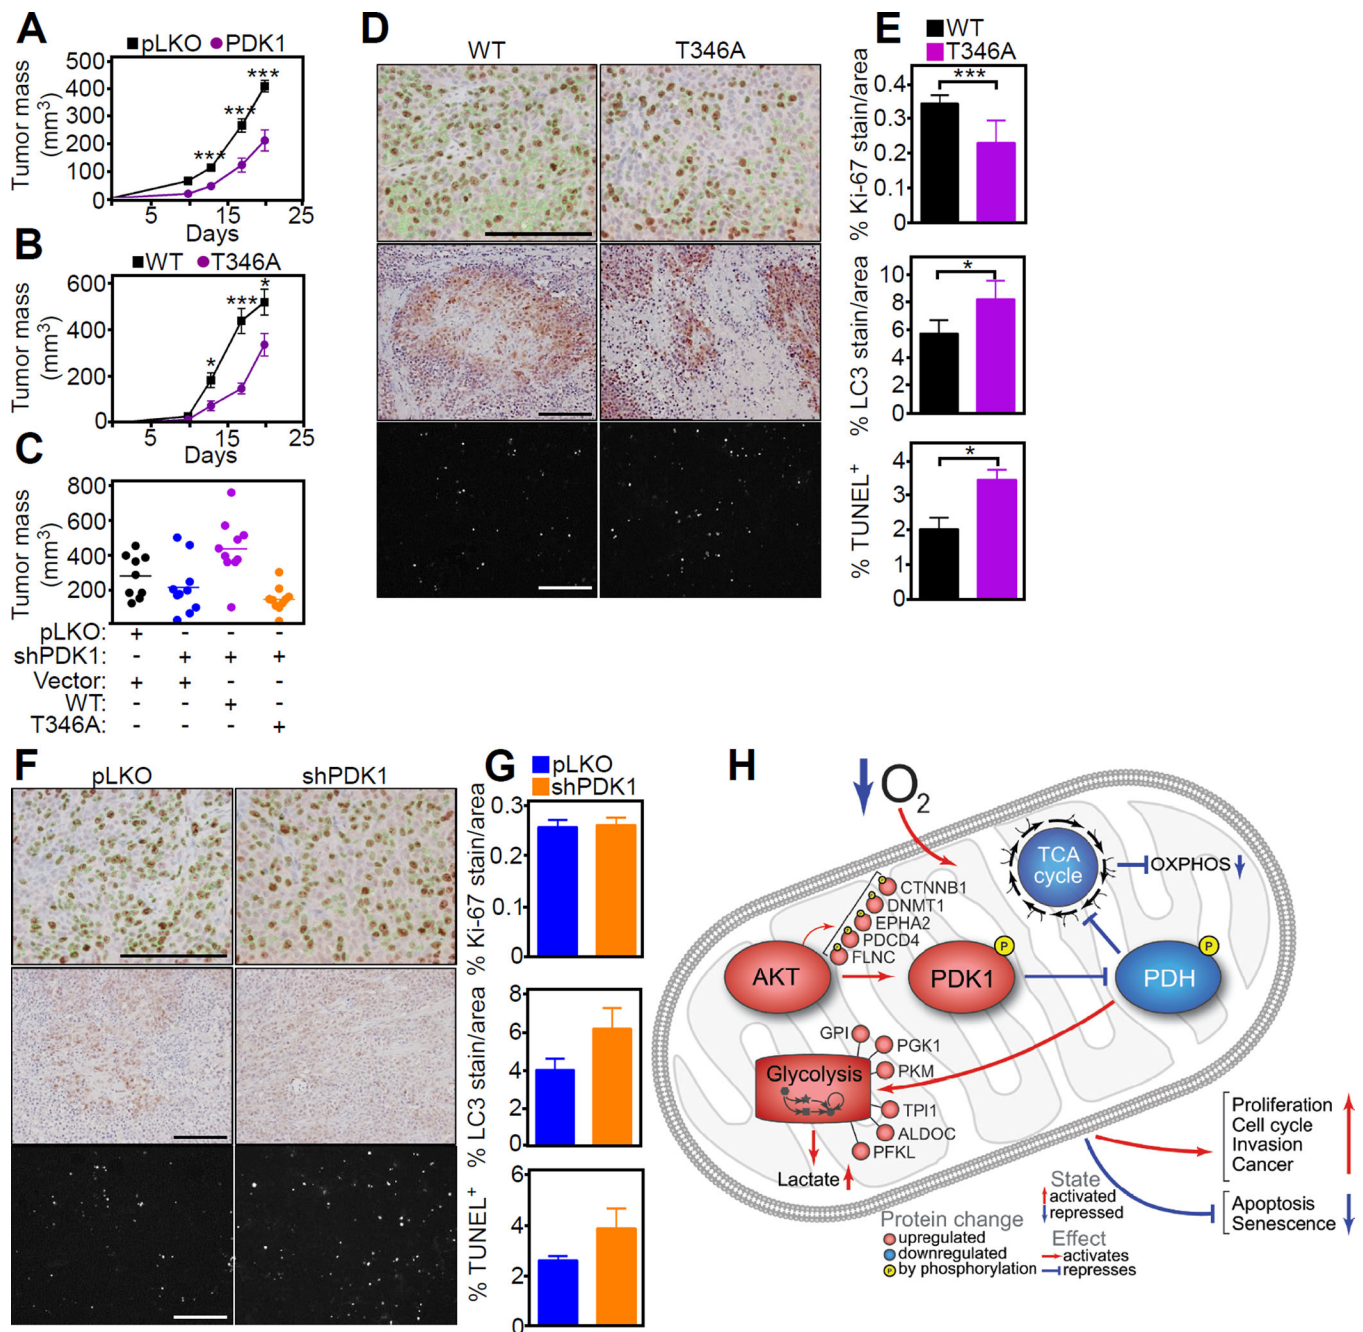 A
pLKO PDK1
Tumor mass
(mm3)
500
400
300
200
100
0
***
***
***
5 15 25
Days
B
WT T346A
Tumor mass
(mm3)
600
400
200
0
*
***
*
5 15 25
Days
C
Tumor mass
(mm3)
800
600
400
200
pLKO: + - - -
shPDK1: - + + +
Vector: + + - -
WT: - - + -
T346A: - - - +
D
WT T346A
E
WT
T346A
% Ki-67 stain/area
0.4
0.3
0.2
0.1
0
***
% LC3 stain/area
10
8
6
4
2
0
*
% TUNEL+
4
3
2
1
0
*
F
pLKO shPDK1
G
pLKO
shPDK1
% Ki-67 stain/area
0.3
0.2
0.1
0
% LC3 stain/area
8
6
4
2
0
% TUNEL+
6
4
2
0
H
O2
TCA
cycle
OXPHOS
P CTNNB1
P DNMT1
P EPHA2
P PDCD4
P FLNC
AKT
PDK1
P
PDH
P
GPI
PGK1
PKM
Glycolysis
TPI1
ALDOC
PFKL
Lactate
Proliferation
Cell cycle
Invasion
Cancer
Apoptosis
Senescence
State
activated
repressed
Protein change
upregulated
downregulated
P by phosphorylation
Effect
activates
represses